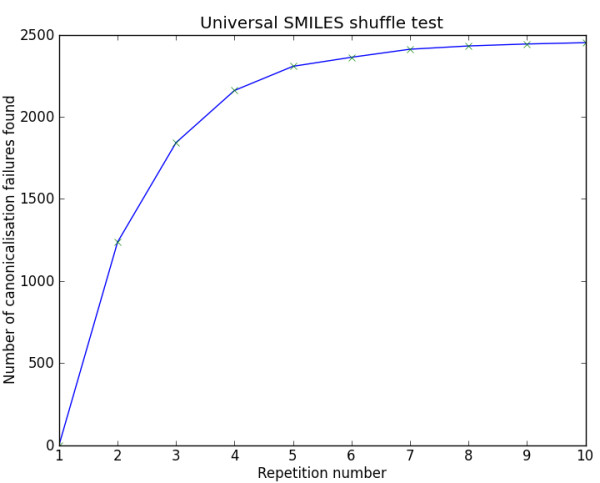 Universal SMILES shuffle test
Number of canonicalisation failures found
2500
2000
1500
1000
500
0
1 2 3 4 5 6 7 8 9 10
Repetition number